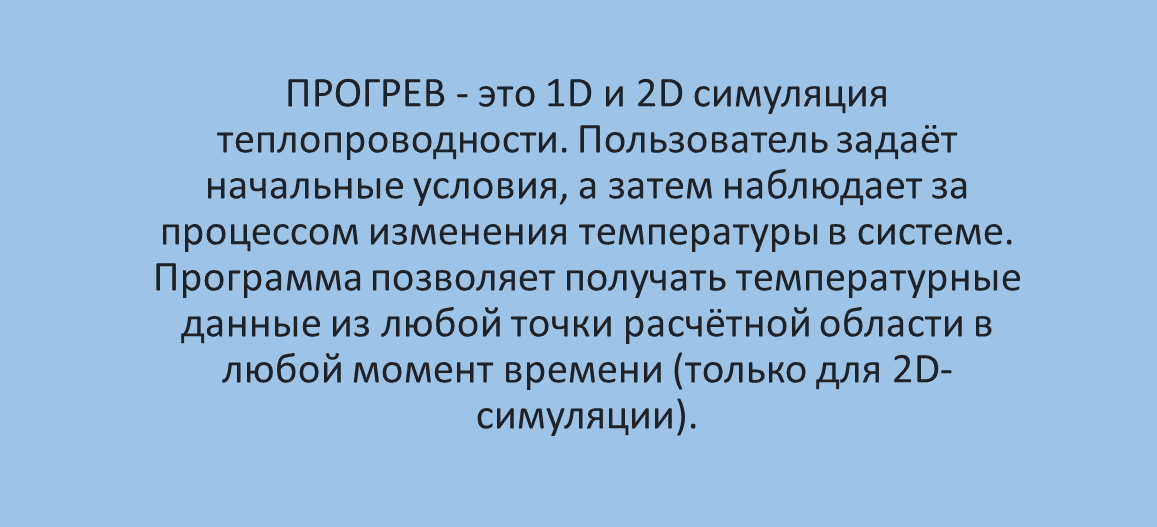 ПРОГРЕВ - это 1D и 2D симуляция
теплопроводности. Пользователь задаёт
начальные условия, а затем наблюдает за
процессом изменения температуры в системе.
Программа позволяет получать температурные
данные из любой точки расчётной области в
любой момент времени (только для 2D-
симуляции).